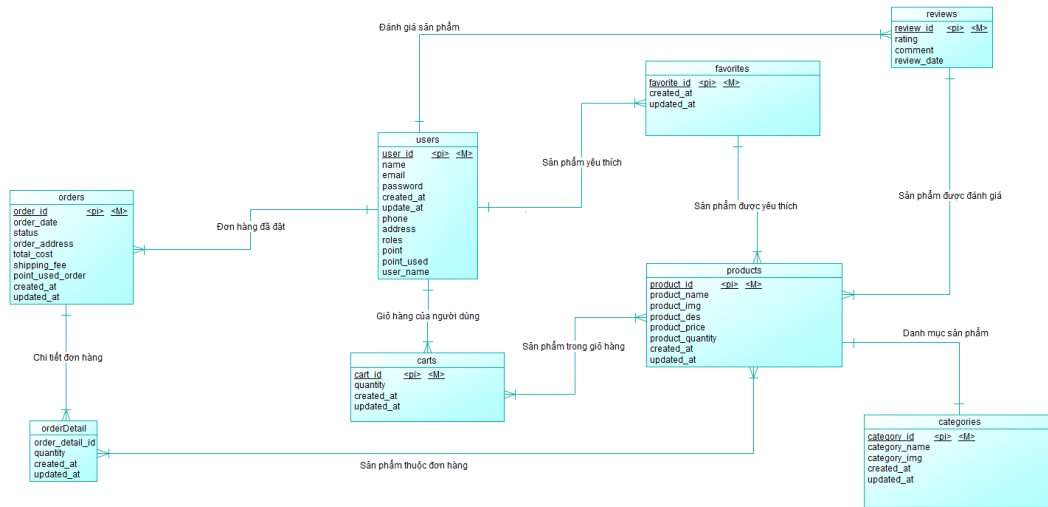 Đánh giá sản phẩm
reviews
review_id <pi> <M>
rating
comment
review_date
favorites
favorite_id <pi> <M>
created_at
updated_at
users
user_id <pi> <M>
name
email
password
created_at
update_at
phone
address
roles
point
point_used
user_name
Sản phẩm yêu thích
Sản phẩm được yêu thích
Sản phẩm được đánh giá
orders
order_id <pi> <M>
order_date
status
order_address
total_cost
shipping_fee
point_used_order
created_at
updated_at
Đơn hàng đã đặt
products
product_id <pi> <M>
product_name
product_img
product_des
product_price
product_quantity
created_at
updated_at
Giỏ hàng của người dùng
Sản phẩm trong giỏ hàng
Danh mục sản phẩm
Chi tiết đơn hàng
carts
cart_id <pi> <M>
quantity
created_at
updated_at
categories
category_id <pi> <M>
category_name
category_img
created_at
updated_at
orderDetail
order_detail_id
quantity
created_at
updated_at
Sản phẩm thuộc đơn hàng